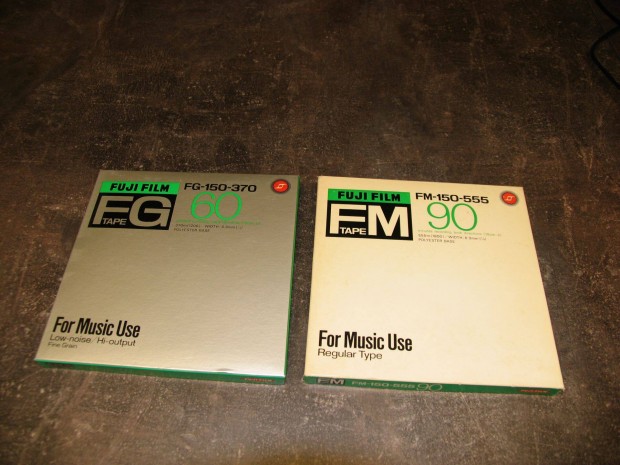 FUJI FILM
FG-150-370
FG
TAPE
60
POLYESTER BASE
For Music Use
Low-noise/Hi-output
Fine Grain
FUJI FILM
FM-150-555
FM
TAPE
90
POLYESTER BASE
For Music Use
Regular Type
FM FM-150-555 90